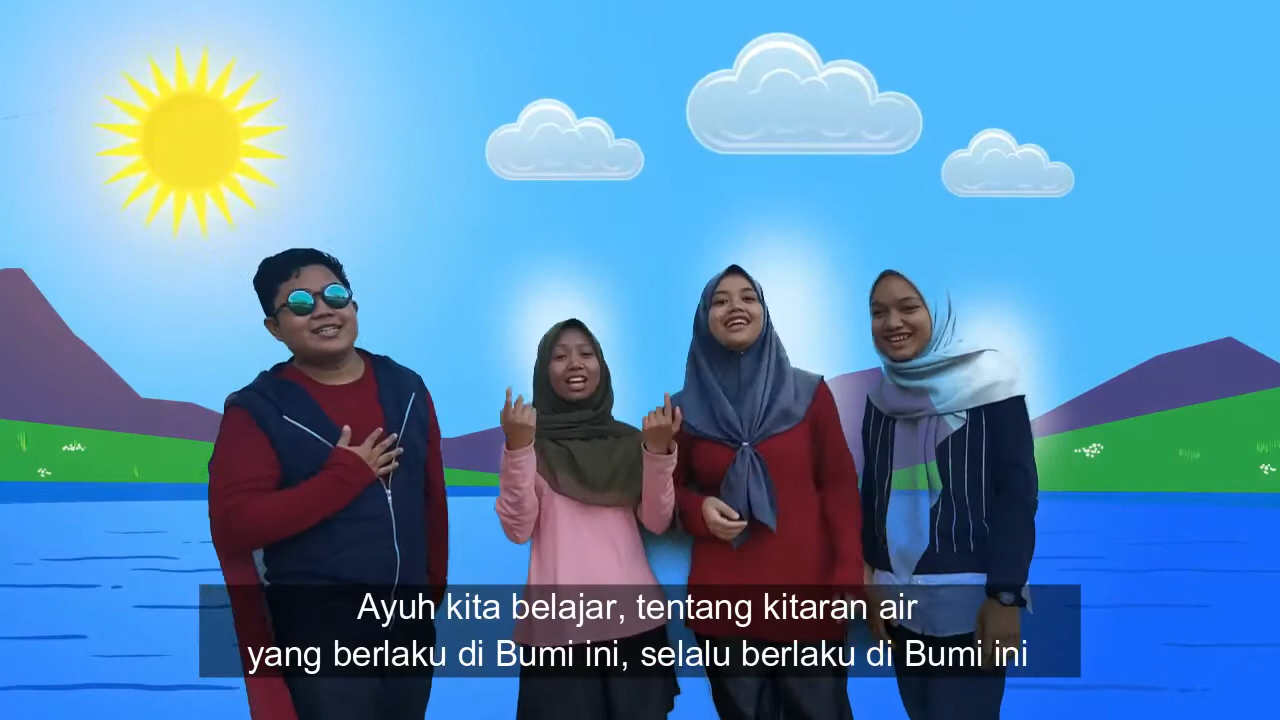 Ayuh kita belajar, tentang kitaran air
yang berlaku di Bumi ini, selalu berlaku di Bumi ini